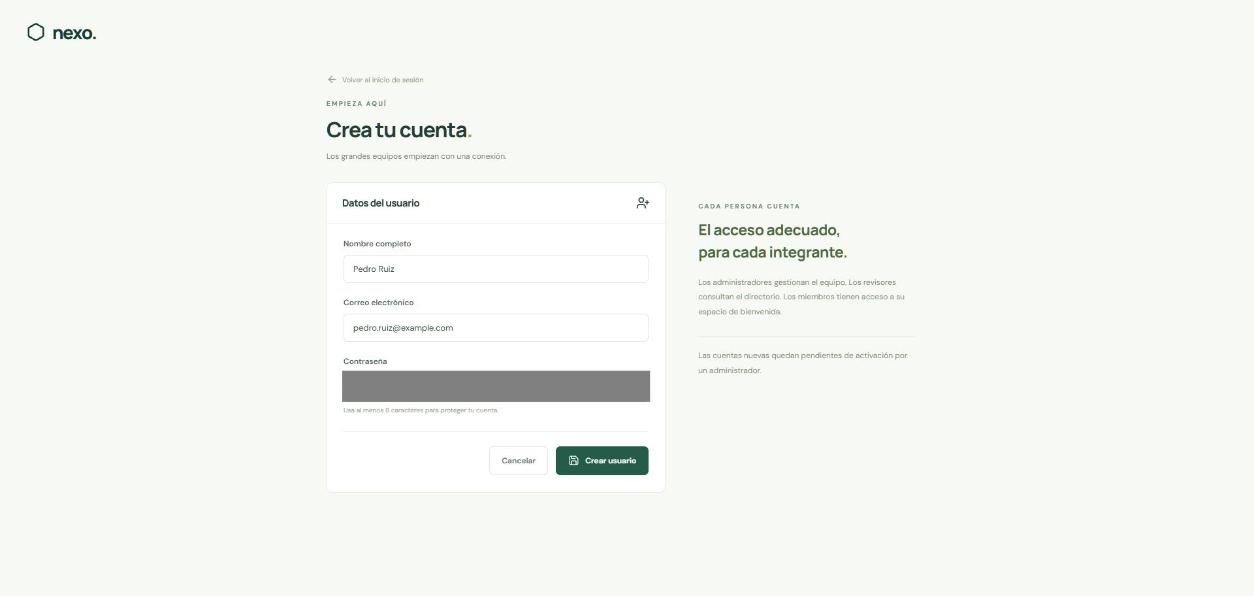 nexo.
Volver al inicio de sesión
EMPIEZA AQUÍ
Crea tu cuenta.
Los grandes equipos empiezan con una conexión.
Datos del usuario
Nombre completo
Pedro Ruiz
Correo electrónico
pedro.ruiz@example.com
Contraseña
Usa al menos 8 caracteres para proteger tu cuenta.
Cancelar
Crear usuario
CADA PERSONA CUENTA
El acceso adecuado,
para cada integrante.
Los administradores gestionan el equipo. Los revisores
consultan el directorio. Los miembros tienen acceso a su
espacio de bienvenida.
Las cuentas nuevas quedan pendientes de activación por
un administrador.